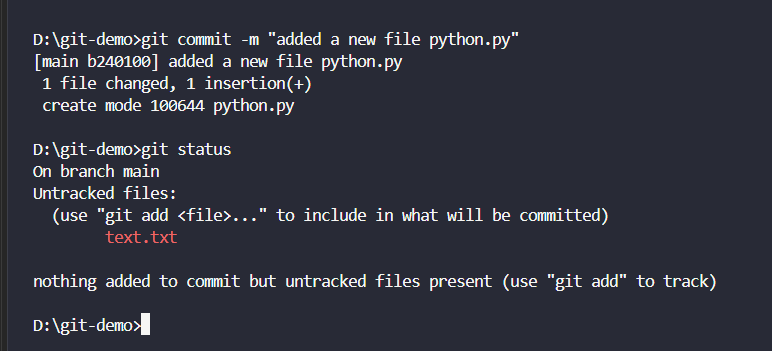 D:\git-demo>git commit -m "added a new file python.py"
[main b240100] added a new file python.py
 1 file changed, 1 insertion(+)
 create mode 100644 python.py
D:\git-demo>git status
On branch main
Untracked files:
  (use "git add <file>..." to include in what will be committed)
        text.txt
nothing added to commit but untracked files present (use "git add" to track)
D:\git-demo>